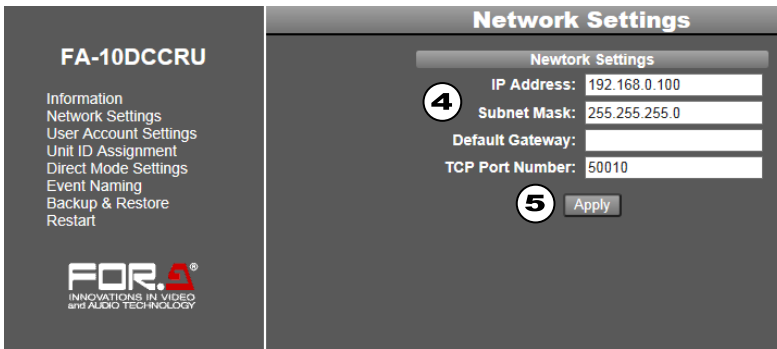 FA-10DCCRU
Information
Network Settings
User Account Settings
Unit ID Assignment
Direct Mode Settings
Event Naming
Backup & Restore
Restart
FOR.A®
INNOVATIONS IN VIDEO
and AUDIO TECHNOLOGY
Network Settings
Newtork Settings
4
IP Address: 192.168.0.100
Subnet Mask: 255.255.255.0
Default Gateway:
TCP Port Number: 50010
5 Apply